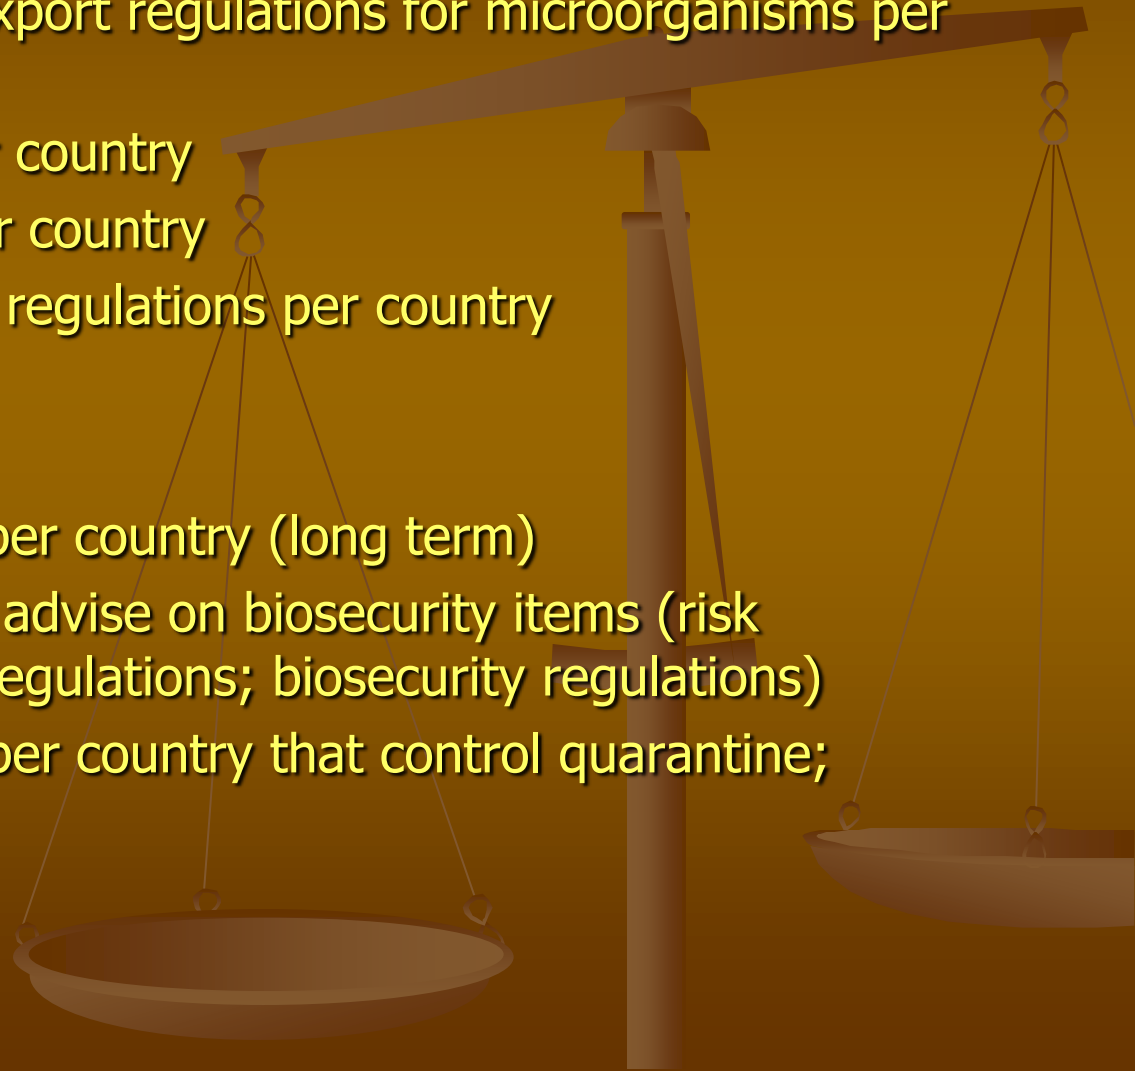 xport regulations for microorganisms per
country
r country
regulations per country
per country (long term)
advise on biosecurity items (risk
egulations; biosecurity regulations)
per country that control quarantine;